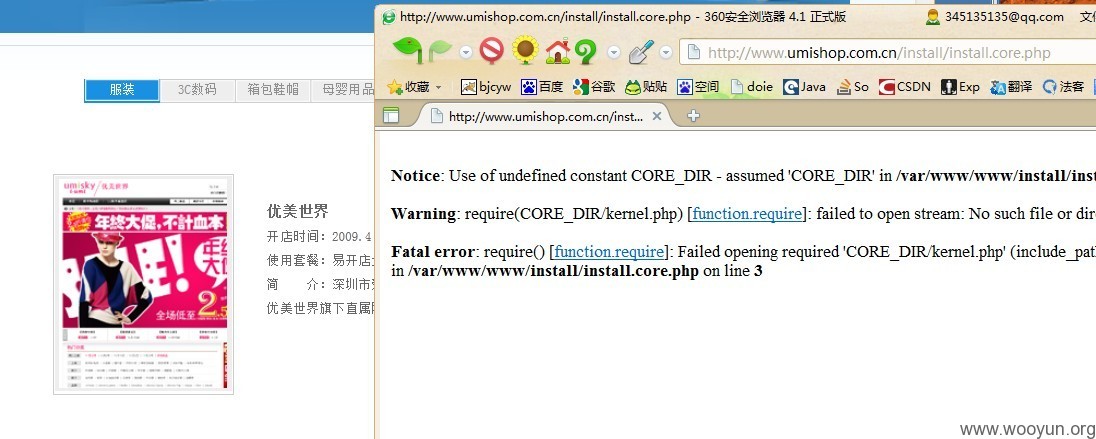 http://www.umishop.com.cn/install/install.core.php - 360安全浏览器 4.1 正式版
345135135@qq.com
http://www.umishop.com.cn/install/install.core.php
收藏 bjcyw 百度 谷歌 贴贴 空间 doie Java So CSDN Exp 翻译 法客
http://www.umishop.com.cn/inst...
服装 3C数码 箱包鞋帽 母婴用品
Notice: Use of undefined constant CORE_DIR - assumed 'CORE_DIR' in /var/www/www/install/inst
Warning: require(CORE_DIR/kernel.php) [function.require]: failed to open stream: No such file or dire
Fatal error: require() [function.require]: Failed opening required 'CORE_DIR/kernel.php' (include_path
in /var/www/www/install/install.core.php on line 3
优美世界
年终大促,不計血本
全场低至
优美世界
开店时间：2009.4
使用套餐：易开店
简 介：深圳市
优美世界旗下直属
www.wooyun.org